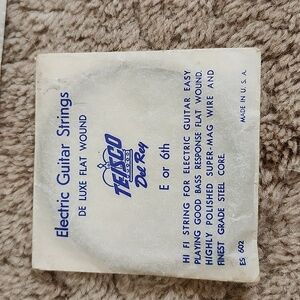 Electric Guitar Strings
DE LUXE FLAT WOUND
TEISCO
Del Rey
E or 6th
HI FI STRING FOR ELECTRIC GUITAR EASY
PLAYING GOOD BASS RESPONSE FLAT WOUND
HIGHLY POLISHED SUPER-MAG WIRE AND
FINEST GRADE STEEL CORE.
ES 602
MADE IN U. S. A.